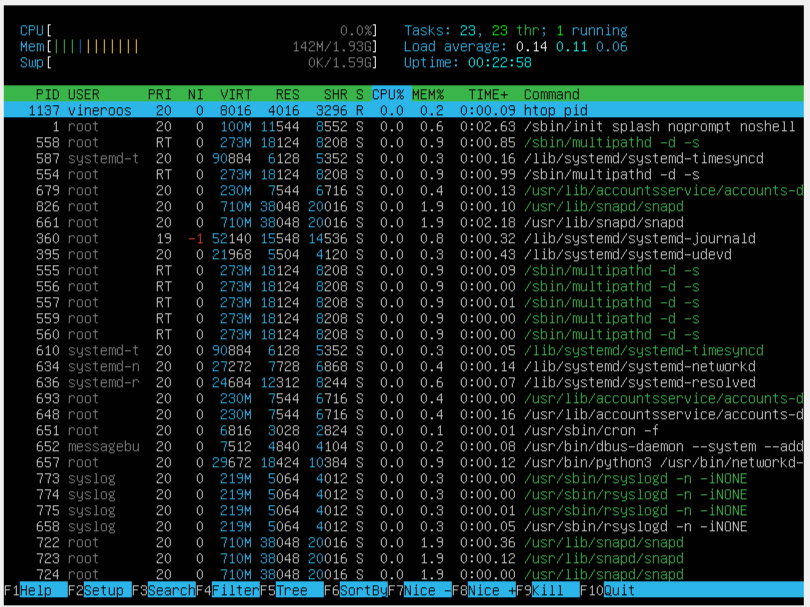 CPU[ 0.0%] Tasks: 23, 23 thr; 1 running
Mem[|||||||||||| 142M/1.93G] Load average: 0.14 0.11 0.06
Swp[ 0K/1.59G] Uptime: 00:22:58
PID USER PRI NI VIRT RES SHR S CPU% MEM% TIME+ Command
1137 vineroos 20 0 8016 4016 3296 R 0.0 0.2 0:00.09 htop pid
1 root 20 0 100M 11544 8552 S 0.0 0.6 0:02.63 /sbin/init splash noprompt noshell
558 root RT 0 273M 18124 8208 S 0.0 0.9 0:00.85 /sbin/multipathd -d -s
587 systemd-t 20 0 90884 6128 5352 S 0.0 0.3 0:00.16 /lib/systemd/systemd-timesyncd
554 root RT 0 273M 18124 8208 S 0.0 0.9 0:00.99 /sbin/multipathd -d -s
679 root 20 0 230M 7544 6716 S 0.0 0.4 0:00.13 /usr/lib/accountsservice/accounts-d
826 root 20 0 710M 38048 20016 S 0.0 1.9 0:00.10 /usr/lib/snapd/snapd
661 root 20 0 710M 38048 20016 S 0.0 1.9 0:02.18 /usr/lib/snapd/snapd
360 root 19 -1 52140 15548 14536 S 0.0 0.8 0:00.32 /lib/systemd/systemd-journald
395 root 20 0 21968 5504 4120 S 0.0 0.3 0:00.43 /lib/systemd/systemd-udevd
555 root RT 0 273M 18124 8208 S 0.0 0.9 0:00.09 /sbin/multipathd -d -s
556 root RT 0 273M 18124 8208 S 0.0 0.9 0:00.00 /sbin/multipathd -d -s
557 root RT 0 273M 18124 8208 S 0.0 0.9 0:00.01 /sbin/multipathd -d -s
559 root RT 0 273M 18124 8208 S 0.0 0.9 0:00.00 /sbin/multipathd -d -s
560 root RT 0 273M 18124 8208 S 0.0 0.9 0:00.00 /sbin/multipathd -d -s
610 systemd-t 20 0 90884 6128 5352 S 0.0 0.3 0:00.05 /lib/systemd/systemd-timesyncd
634 systemd-n 20 0 27272 7728 6868 S 0.0 0.4 0:00.14 /lib/systemd/systemd-networkd
636 systemd-r 20 0 24684 12312 8244 S 0.0 0.6 0:00.07 /lib/systemd/systemd-resolved
693 root 20 0 230M 7544 6716 S 0.0 0.4 0:00.00 /usr/lib/accountsservice/accounts-d
648 root 20 0 230M 7544 6716 S 0.0 0.4 0:00.16 /usr/lib/accountsservice/accounts-d
651 root 20 0 6816 3028 2824 S 0.0 0.1 0:00.01 /usr/sbin/cron -f
652 messagebu 20 0 7512 4840 4104 S 0.0 0.2 0:00.08 /usr/bin/dbus-daemon --system --add
657 root 20 0 29672 18424 10384 S 0.0 0.9 0:00.12 /usr/bin/python3 /usr/bin/networkd-
773 syslog 20 0 219M 5064 4012 S 0.0 0.3 0:00.00 /usr/sbin/rsyslogd -n -iNONE
774 syslog 20 0 219M 5064 4012 S 0.0 0.3 0:00.00 /usr/sbin/rsyslogd -n -iNONE
775 syslog 20 0 219M 5064 4012 S 0.0 0.3 0:00.01 /usr/sbin/rsyslogd -n -iNONE
658 syslog 20 0 219M 5064 4012 S 0.0 0.3 0:00.05 /usr/sbin/rsyslogd -n -iNONE
722 root 20 0 710M 38048 20016 S 0.0 1.9 0:00.36 /usr/lib/snapd/snapd
723 root 20 0 710M 38048 20016 S 0.0 1.9 0:00.12 /usr/lib/snapd/snapd
724 root 20 0 710M 38048 20016 S 0.0 1.9 0:00.00 /usr/lib/snapd/snapd
F1Help F2Setup F3SearchF4FilterF5Tree F6SortByF7Nice -F8Nice +F9Kill F10Quit